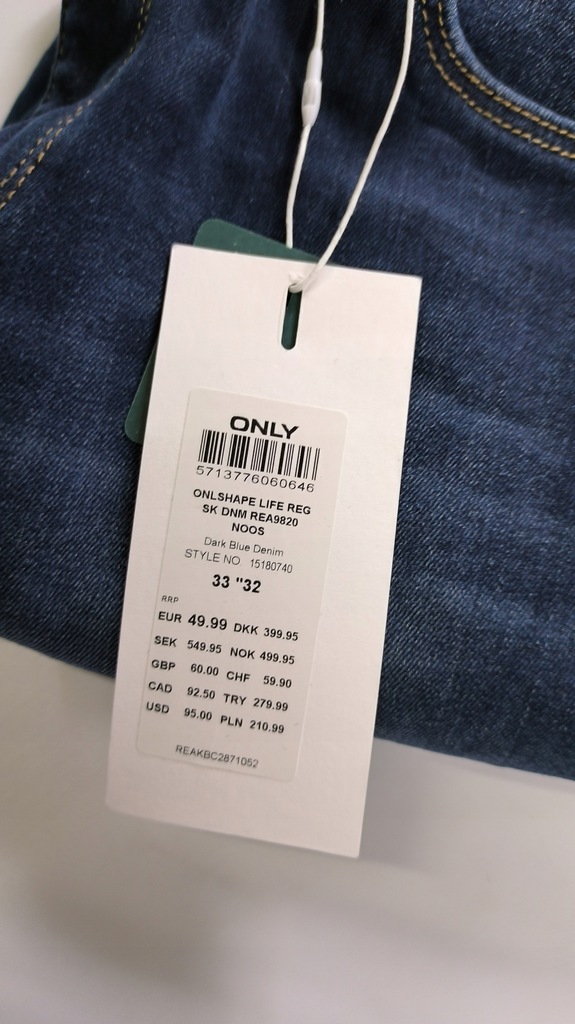 ONLY
5713776060646
ONLSHAPE LIFE REG
SK DNM REA9820
NOOS
Dark Blue Denim
STYLE NO 15180740
33 "32
RRP
EUR 49.99 DKK 399.95
SEK 549.95 NOK 499.95
GBP 60.00 CHF 59.90
CAD 92.50 TRY 279.99
USD 95.00 PLN 210.99
REAKBC2871052